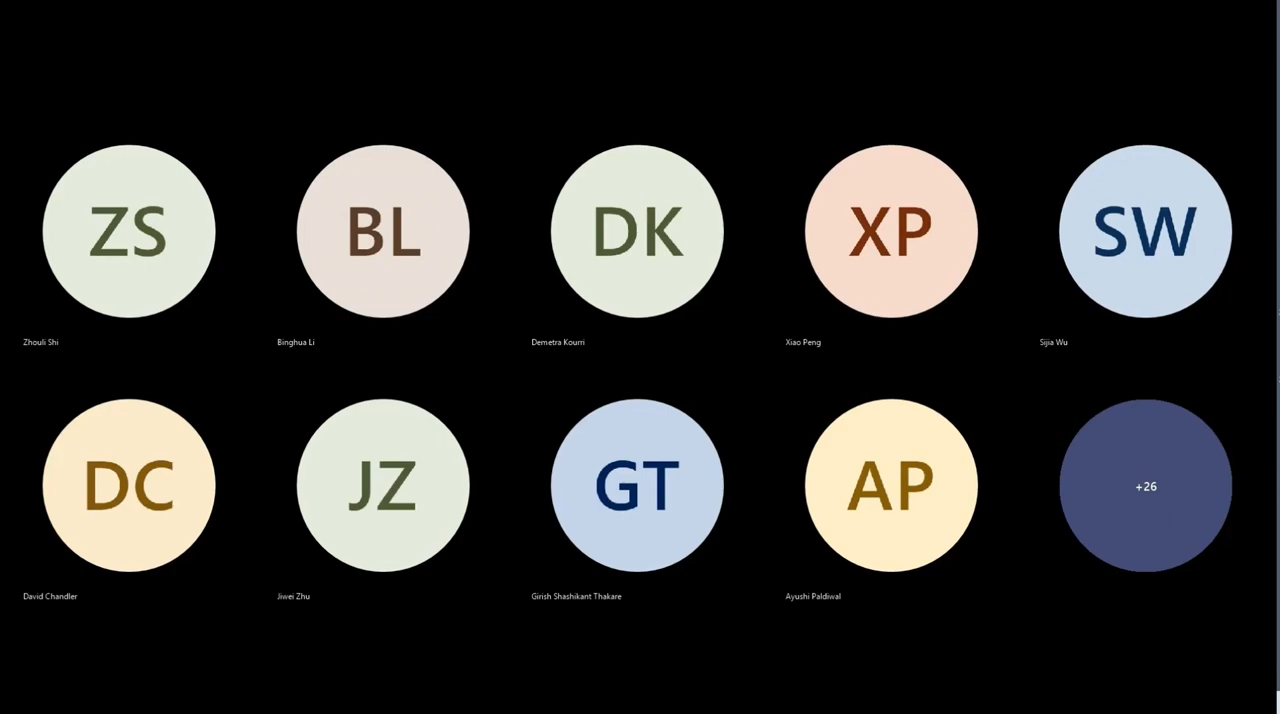 ZS
BL
DK
XP
SW
Zhouli Shi
Binghua Li
Demetra Kourri
Xiao Peng
Sijia Wu
DC
JZ
GT
AP
+26
David Chandler
Jiwei Zhu
Girish Shashikant Thakare
Ayushi Paldiwal